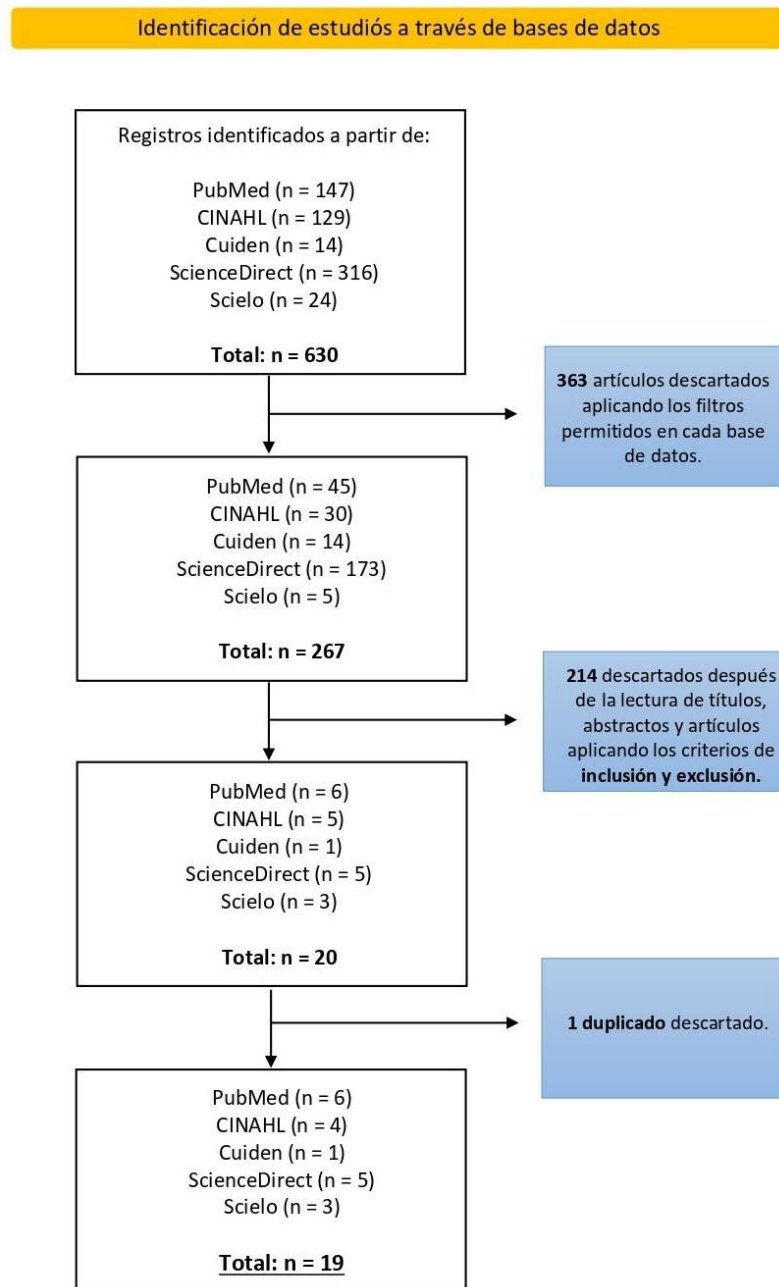 Identificación de estudiós a través de bases de datos
Registros identificados a partir de:
PubMed (n = 147)
CINAHL (n = 129)
Cuiden (n = 14)
ScienceDirect (n = 316)
Scielo (n = 24)
Total: n = 630
363 artículos descartados
aplicando los filtros
permitidos en cada base
de datos.
PubMed (n = 45)
CINAHL (n = 30)
Cuiden (n = 14)
ScienceDirect (n = 173)
Scielo (n = 5)
Total: n = 267
214 descartados después
de la lectura de títulos,
abstractos y artículos
aplicando los criterios de
inclusión y exclusión.
PubMed (n = 6)
CINAHL (n = 5)
Cuiden (n = 1)
ScienceDirect (n = 5)
Scielo (n = 3)
Total: n = 20
1 duplicado descartado.
PubMed (n = 6)
CINAHL (n = 4)
Cuiden (n = 1)
ScienceDirect (n = 5)
Scielo (n = 3)
Total: n = 19